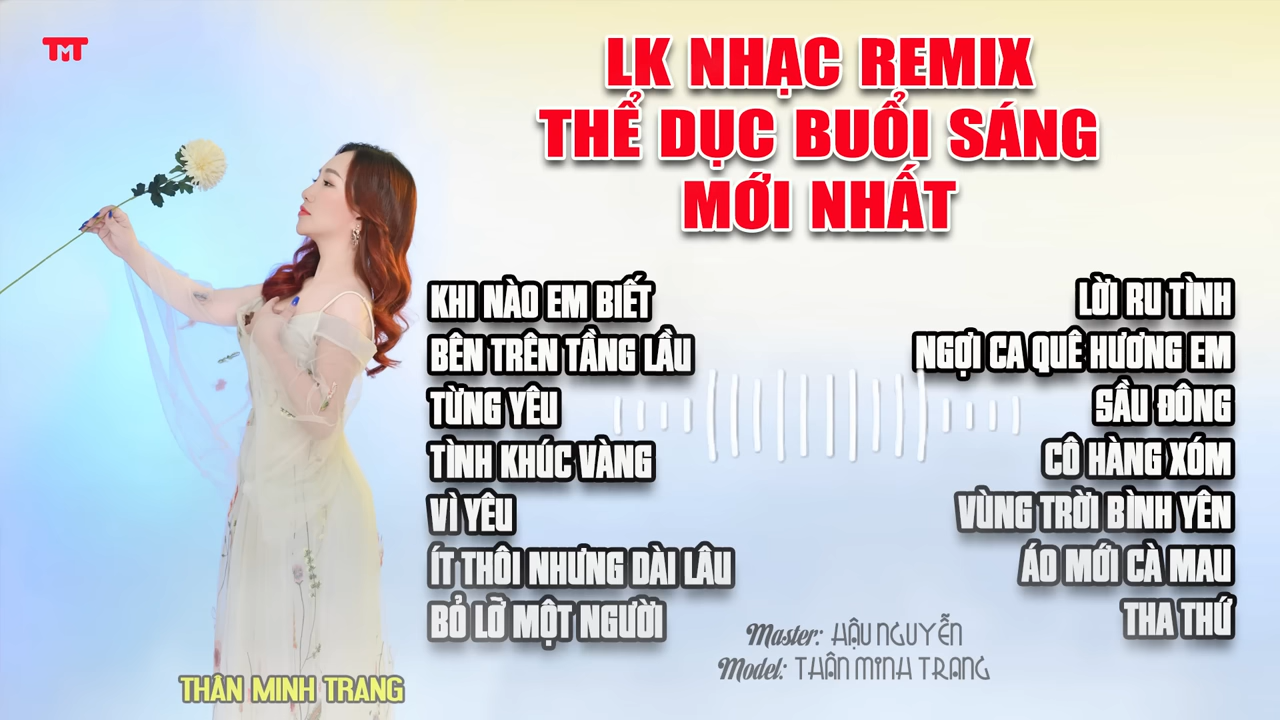 TMT
LK NHẠC REMIX
THỂ DỤC BUỔI SÁNG
MỚI NHẤT
KHI NÀO EM BIẾT
BÊN TRÊN TẦNG LẦU
TỪNG YÊU
TÌNH KHÚC VÀNG
VÌ YÊU
ÍT THÔI NHƯNG DÀI LÂU
BỎ LỠ MỘT NGƯỜI
LỜI RU TÌNH
NGỢI CA QUÊ HƯƠNG EM
SẦU ĐÔNG
CÔ HÀNG XÓM
VÙNG TRỜI BÌNH YÊN
ÁO MỚI CÀ MAU
THA THỨ
Master: HẬU NGUYỄN
Model: THÂN MINH TRANG
THÂN MINH TRANG